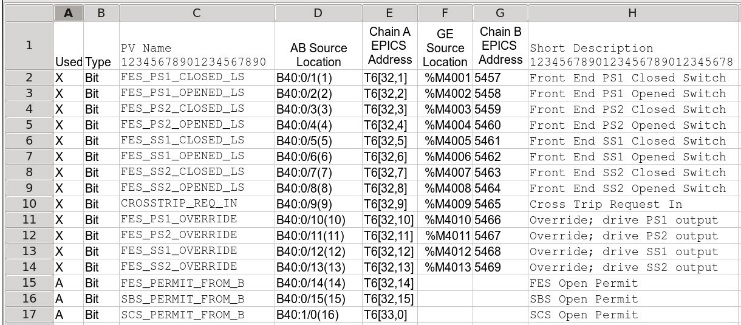 A B C D E F G H
1 Used Type PV Name 12345678901234567890 AB Source Location Chain A EPICS Address GE Source Location Chain B EPICS Address Short Description 1234567890123456789012345678
2 X Bit FES_PS1_CLOSED_LS B40:0/1(1) T6[32,1] %M4001 5457 Front End PS1 Closed Switch
3 X Bit FES_PS1_OPENED_LS B40:0/2(2) T6[32,2] %M4002 5458 Front End PS1 Opened Switch
4 X Bit FES_PS2_CLOSED_LS B40:0/3(3) T6[32,3] %M4003 5459 Front End PS2 Closed Switch
5 X Bit FES_PS2_OPENED_LS B40:0/4(4) T6[32,4] %M4004 5460 Front End PS2 Opened Switch
6 X Bit FES_SS1_CLOSED_LS B40:0/5(5) T6[32,5] %M4005 5461 Front End SS1 Closed Switch
7 X Bit FES_SS1_OPENED_LS B40:0/6(6) T6[32,6] %M4006 5462 Front End SS1 Opened Switch
8 X Bit FES_SS2_CLOSED_LS B40:0/7(7) T6[32,7] %M4007 5463 Front End SS2 Closed Switch
9 X Bit FES_SS2_OPENED_LS B40:0/8(8) T6[32,8] %M4008 5464 Front End SS2 Opened Switch
10 X Bit CROSSTRIP_REQ_IN B40:0/9(9) T6[32,9] %M4009 5465 Cross Trip Request In
11 X Bit FES_PS1_OVERRIDE B40:0/10(10) T6[32,10] %M4010 5466 Override; drive PS1 output
12 X Bit FES_PS2_OVERRIDE B40:0/11(11) T6[32,11] %M4011 5467 Override; drive PS2 output
13 X Bit FES_SS1_OVERRIDE B40:0/12(12) T6[32,12] %M4012 5468 Override; drive SS1 output
14 X Bit FES_SS2_OVERRIDE B40:0/13(13) T6[32,13] %M4013 5469 Override; drive SS2 output
15 A Bit FES_PERMIT_FROM_B B40:0/14(14) T6[32,14] FES Open Permit
16 A Bit SBS_PERMIT_FROM_B B40:0/15(15) T6[32,15] SBS Open Permit
17 A Bit SCS_PERMIT_FROM_B B40:1/0(16) T6[33,0] SCS Open Permit